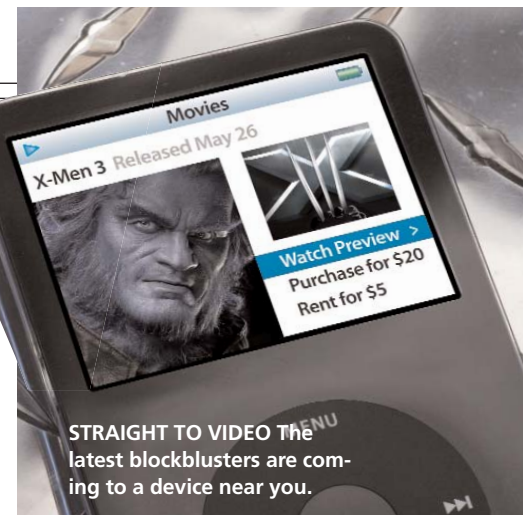 Movies
X-Men 3 Released May 26
Watch Preview >
Purchase for $20
Rent for $5
MENU
STRAIGHT TO VIDEO The
latest blockblusters are com-
ing to a device near you.